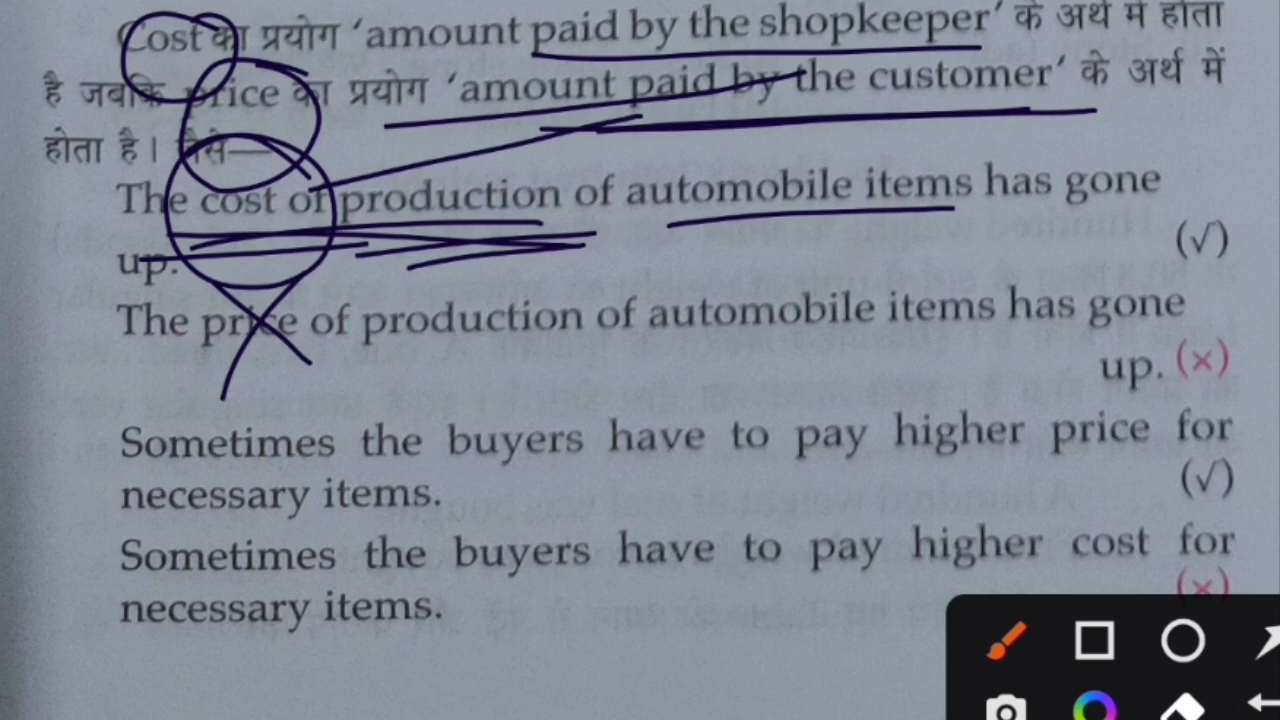 Cost का प्रयोग ‘amount paid by the shopkeeper’ के अर्थ में होता
है जबकि price का प्रयोग ‘amount paid by the customer’ के अर्थ में
होता है। जैसे—
The cost of production of automobile items has gone
up. (√)
The price of production of automobile items has gone
up. (×)
Sometimes the buyers have to pay higher price for
necessary items. (√)
Sometimes the buyers have to pay higher cost for
necessary items. (×)